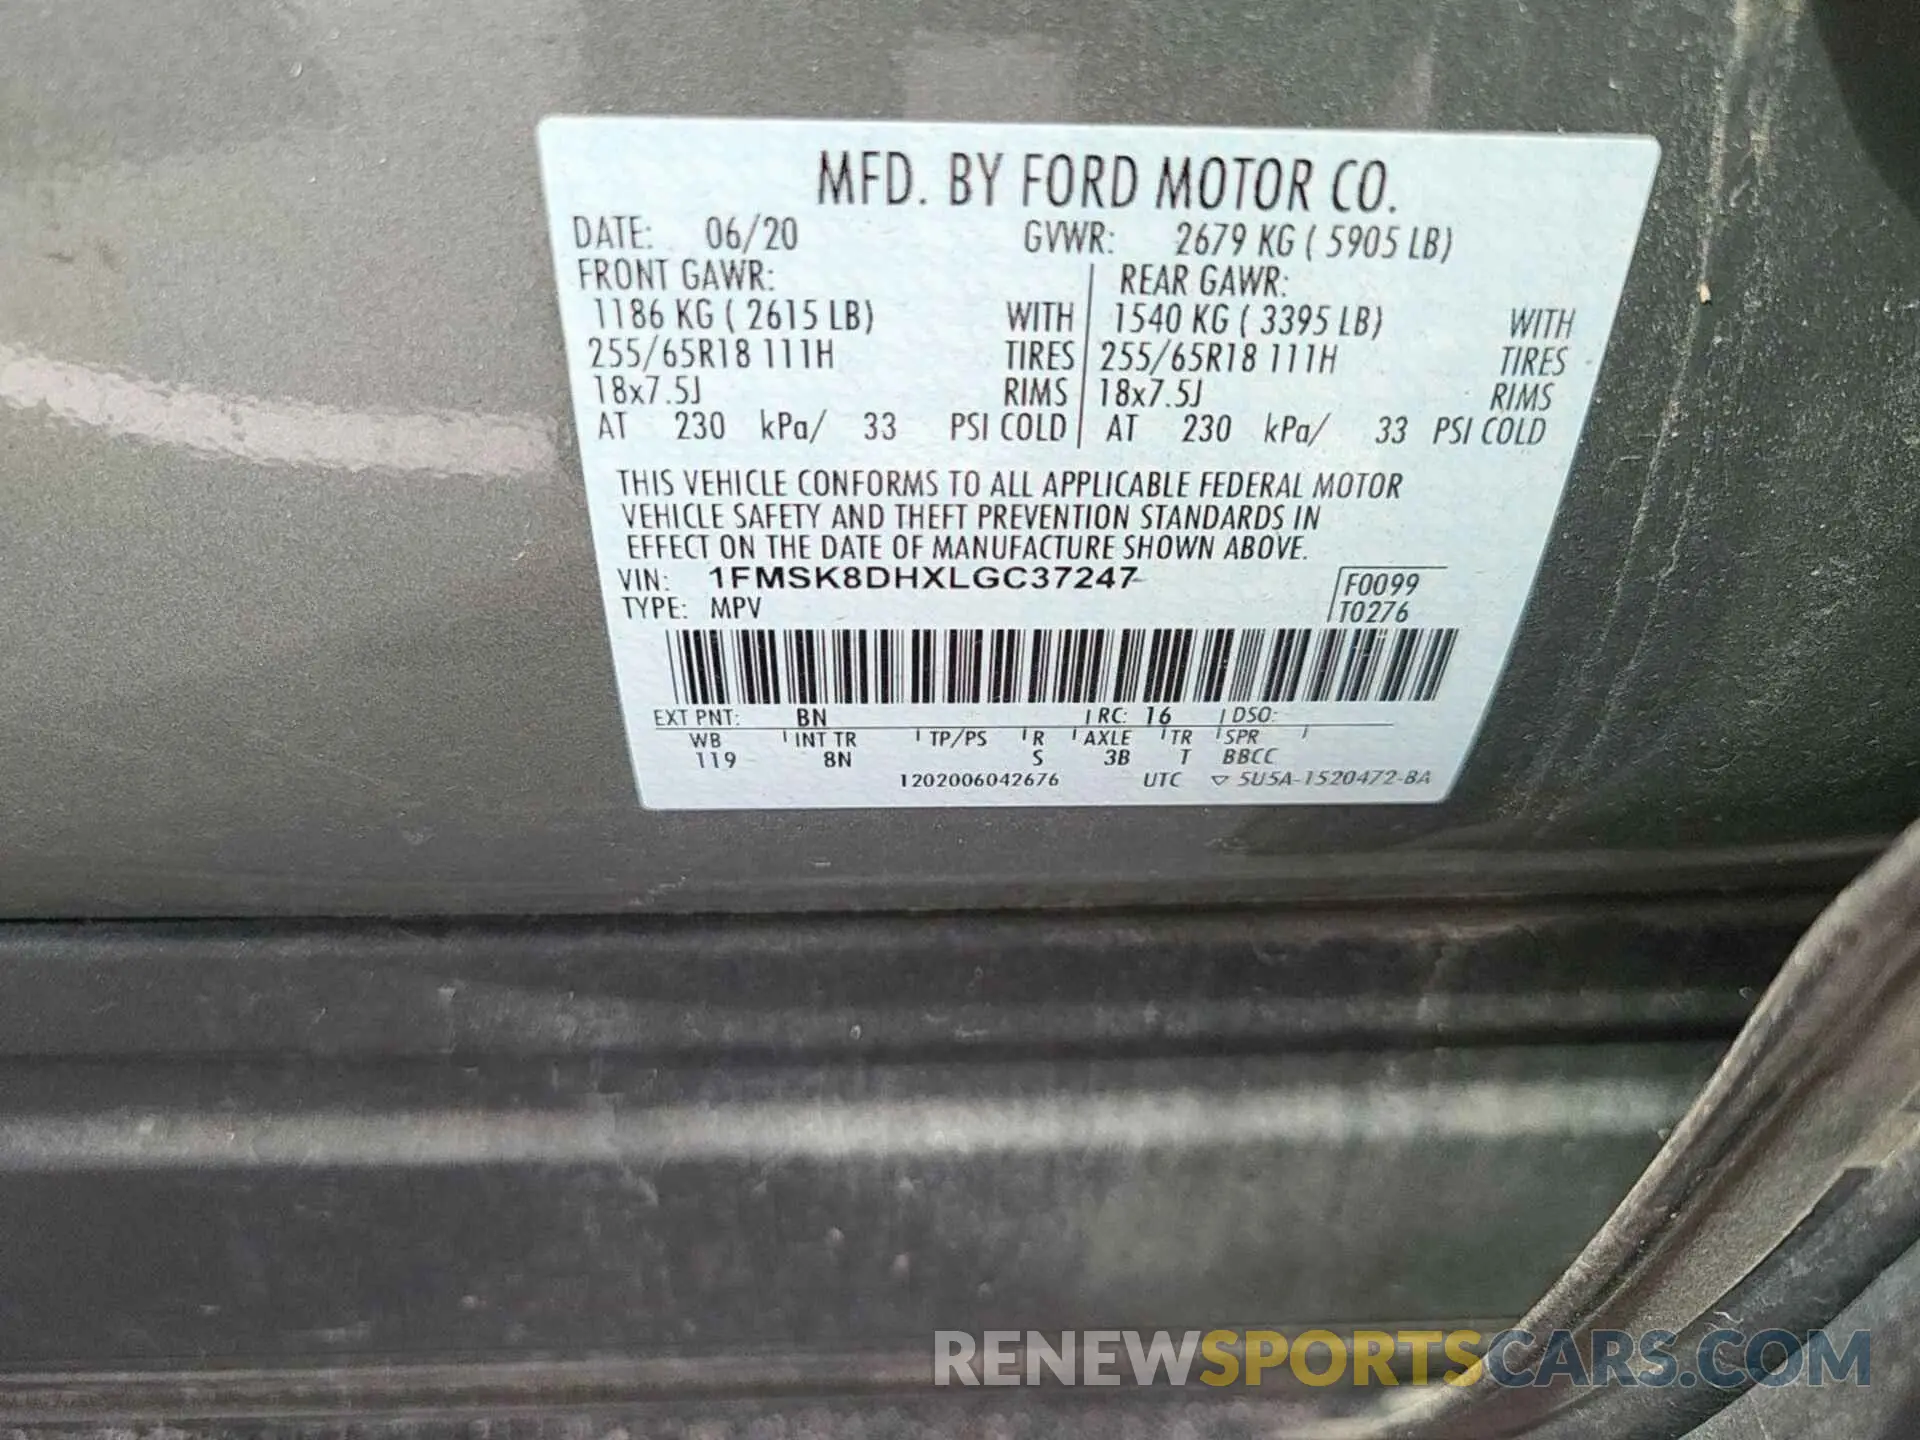 MFD. BY FORD MOTOR CO.
DATE: 06/20 GVWR: 2679 KG ( 5905 LB)
FRONT GAWR: REAR GAWR:
1186 KG ( 2615 LB) WITH 1540 KG ( 3395 LB) WITH
255/65R18 111H TIRES 255/65R18 111H TIRES
18x7.5J RIMS 18x7.5J RIMS
AT 230 kPa/ 33 PSI COLD AT 230 kPa/ 33 PSI COLD
THIS VEHICLE CONFORMS TO ALL APPLICABLE FEDERAL MOTOR
VEHICLE SAFETY AND THEFT PREVENTION STANDARDS IN
EFFECT ON THE DATE OF MANUFACTURE SHOWN ABOVE.
VIN: 1FMSK8DHXLGC37247 F0099
TYPE: MPV T0276
EXT PNT: BN RC: 16 DSO:
WB INT TR TP/PS R AXLE TR SPR
119 8N S 3B T BBCC
1202006042676 UTC ▽ 5U5A-1520472-BA
RENEWSPORTSCARS.COM